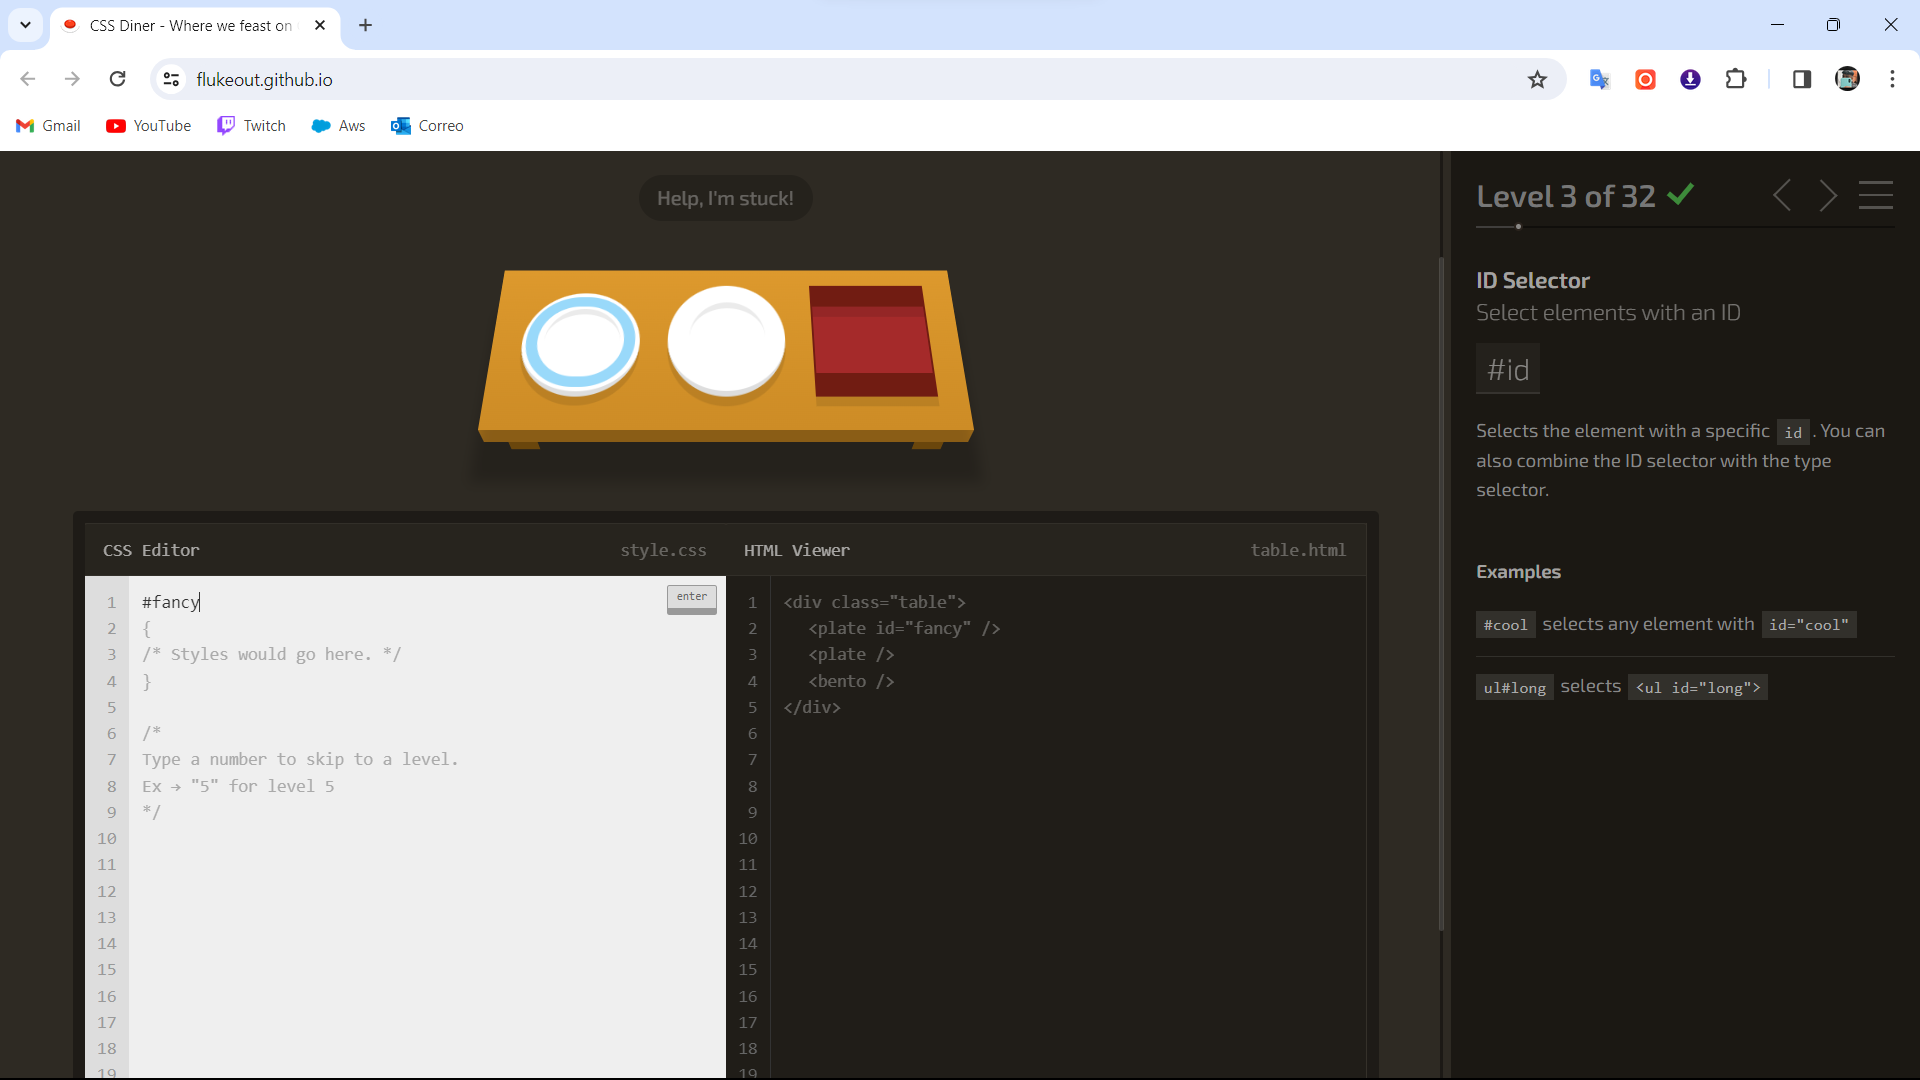 CSS Diner - Where we feast on
flukeout.github.io
Gmail
YouTube
Twitch
Aws
Correo
Help, I'm stuck!
Level 3 of 32
ID Selector
Select elements with an ID
#id
Selects the element with a specific id . You can
also combine the ID selector with the type
selector.
Examples
#cool selects any element with id="cool"
ul#long selects <ul id="long">
CSS Editor style.css
enter
1 #fancy
2 {
3 /* Styles would go here. */
4 }
5
6 /*
7 Type a number to skip to a level.
8 Ex → "5" for level 5
9 */
10
11
12
13
14
15
16
17
18
19
HTML Viewer table.html
1 <div class="table">
2 <plate id="fancy" />
3 <plate />
4 <bento />
5 </div>
6
7
8
9
10
11
12
13
14
15
16
17
18
19